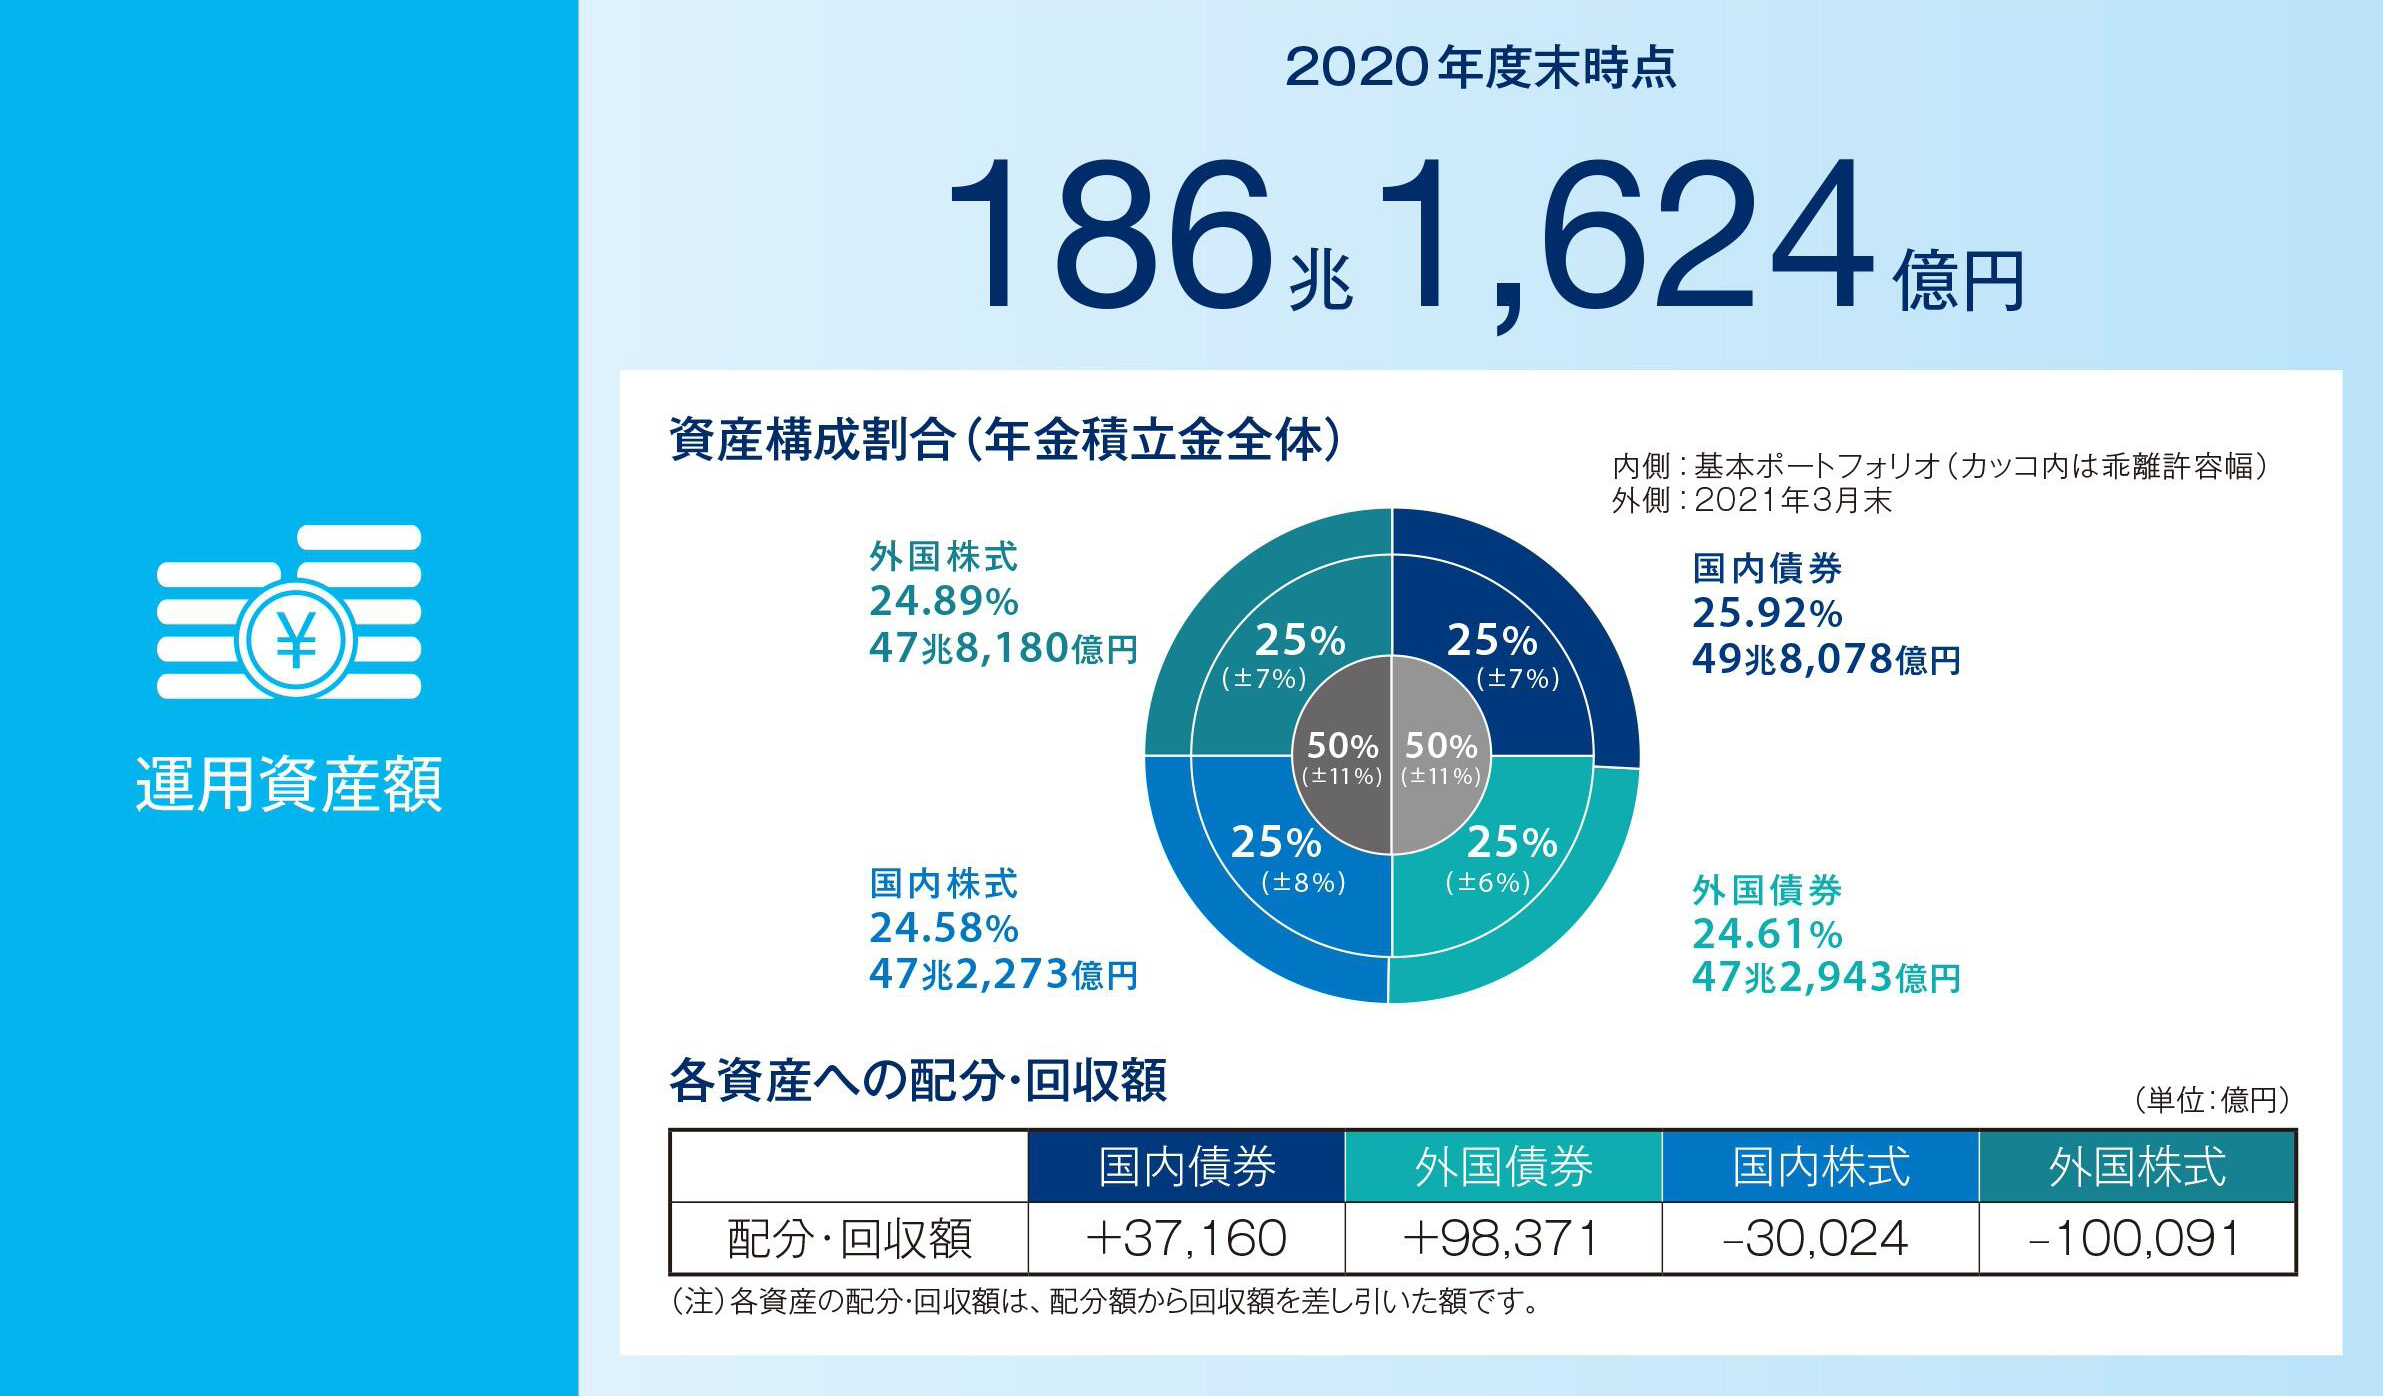 2020年度末時点
186兆1,624億円
¥
運用資産額
資産構成割合（年金積立金全体）
内側：基本ポートフォリオ（カッコ内は乖離許容幅）
外側：2021年3月末
外国株式
24.89%
47兆8,180億円
国内債券
25.92%
49兆8,078億円
25%
(±7%)
25%
(±7%)
50%
(±11%)
50%
(±11%)
25%
(±8%)
25%
(±6%)
国内株式
24.58%
47兆2,273億円
外国債券
24.61%
47兆2,943億円
各資産への配分・回収額
（単位：億円）
国内債券 外国債券 国内株式 外国株式
配分・回収額 +37,160 +98,371 -30,024 -100,091
（注）各資産の配分・回収額は、配分額から回収額を差し引いた額です。